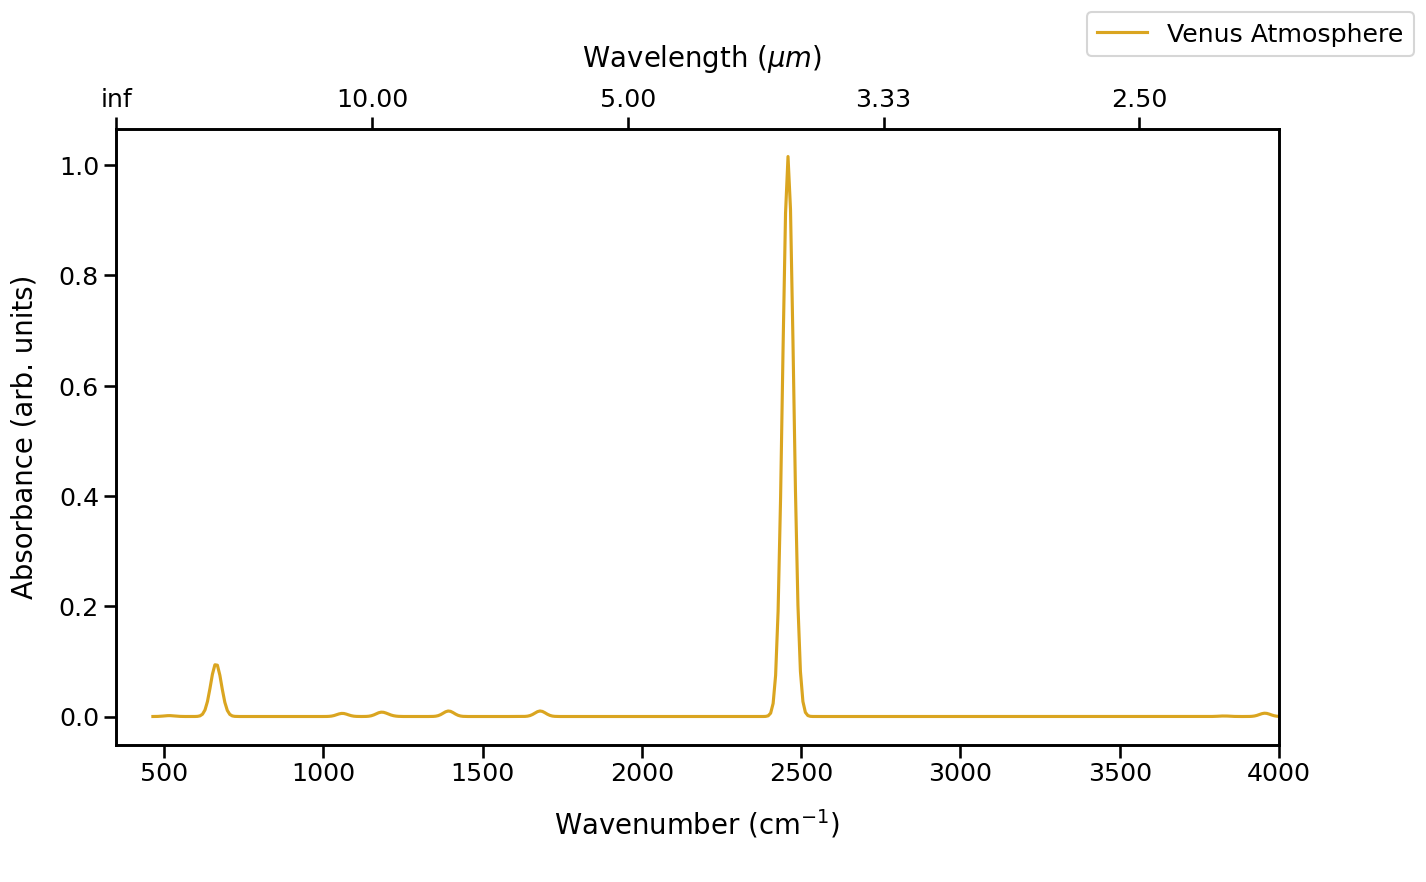 Venus Atmosphere
Wavelength (μm)
inf 10.00 5.00 3.33 2.50
Absorbance (arb. units)
1.0
0.8
0.6
0.4
0.2
0.0
500 1000 1500 2000 2500 3000 3500 4000
Wavenumber (cm⁻¹)